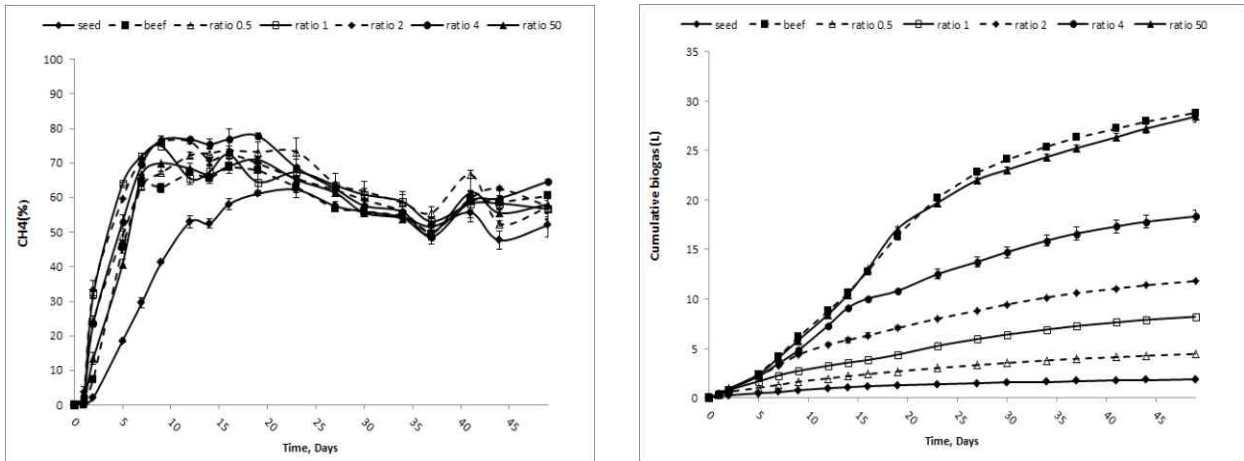 seed beef ratio 0.5 ratio 1 ratio 2 ratio 4 ratio 50
100
90
80
70
60
50
40
30
20
10
0
CH4(%)
0 5 10 15 20 25 30 35 40 45
Time, Days
seed beef ratio 0.5 ratio 1 ratio 2 ratio 4 ratio 50
35
30
25
20
15
10
5
0
Cumulative biogas (L)
0 5 10 15 20 25 30 35 40 45
Time, Days